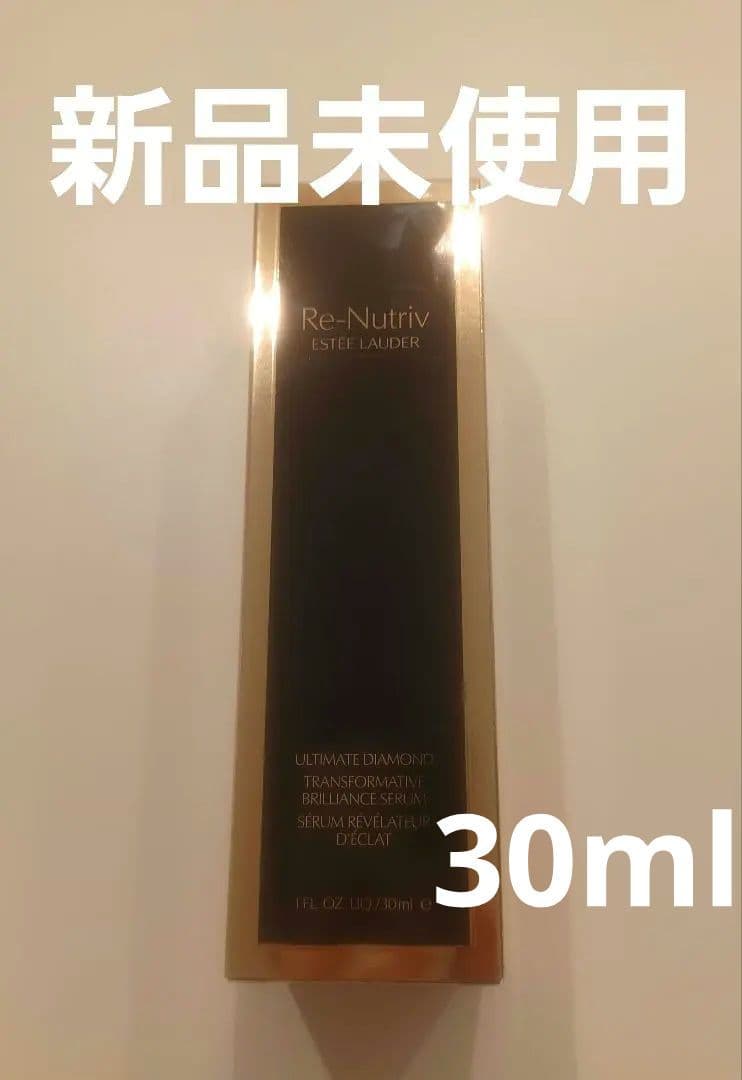 新品未使用
Re-Nutriv
ESTĒE LAUDER
ULTIMATE DIAMOND
TRANSFORMATIVE
BRILLIANCE SERUM
SÉRUM RÉVÉLATEUR
D'ÉCLAT
30ml
1 FL. OZ. LIQ./30ml ℮